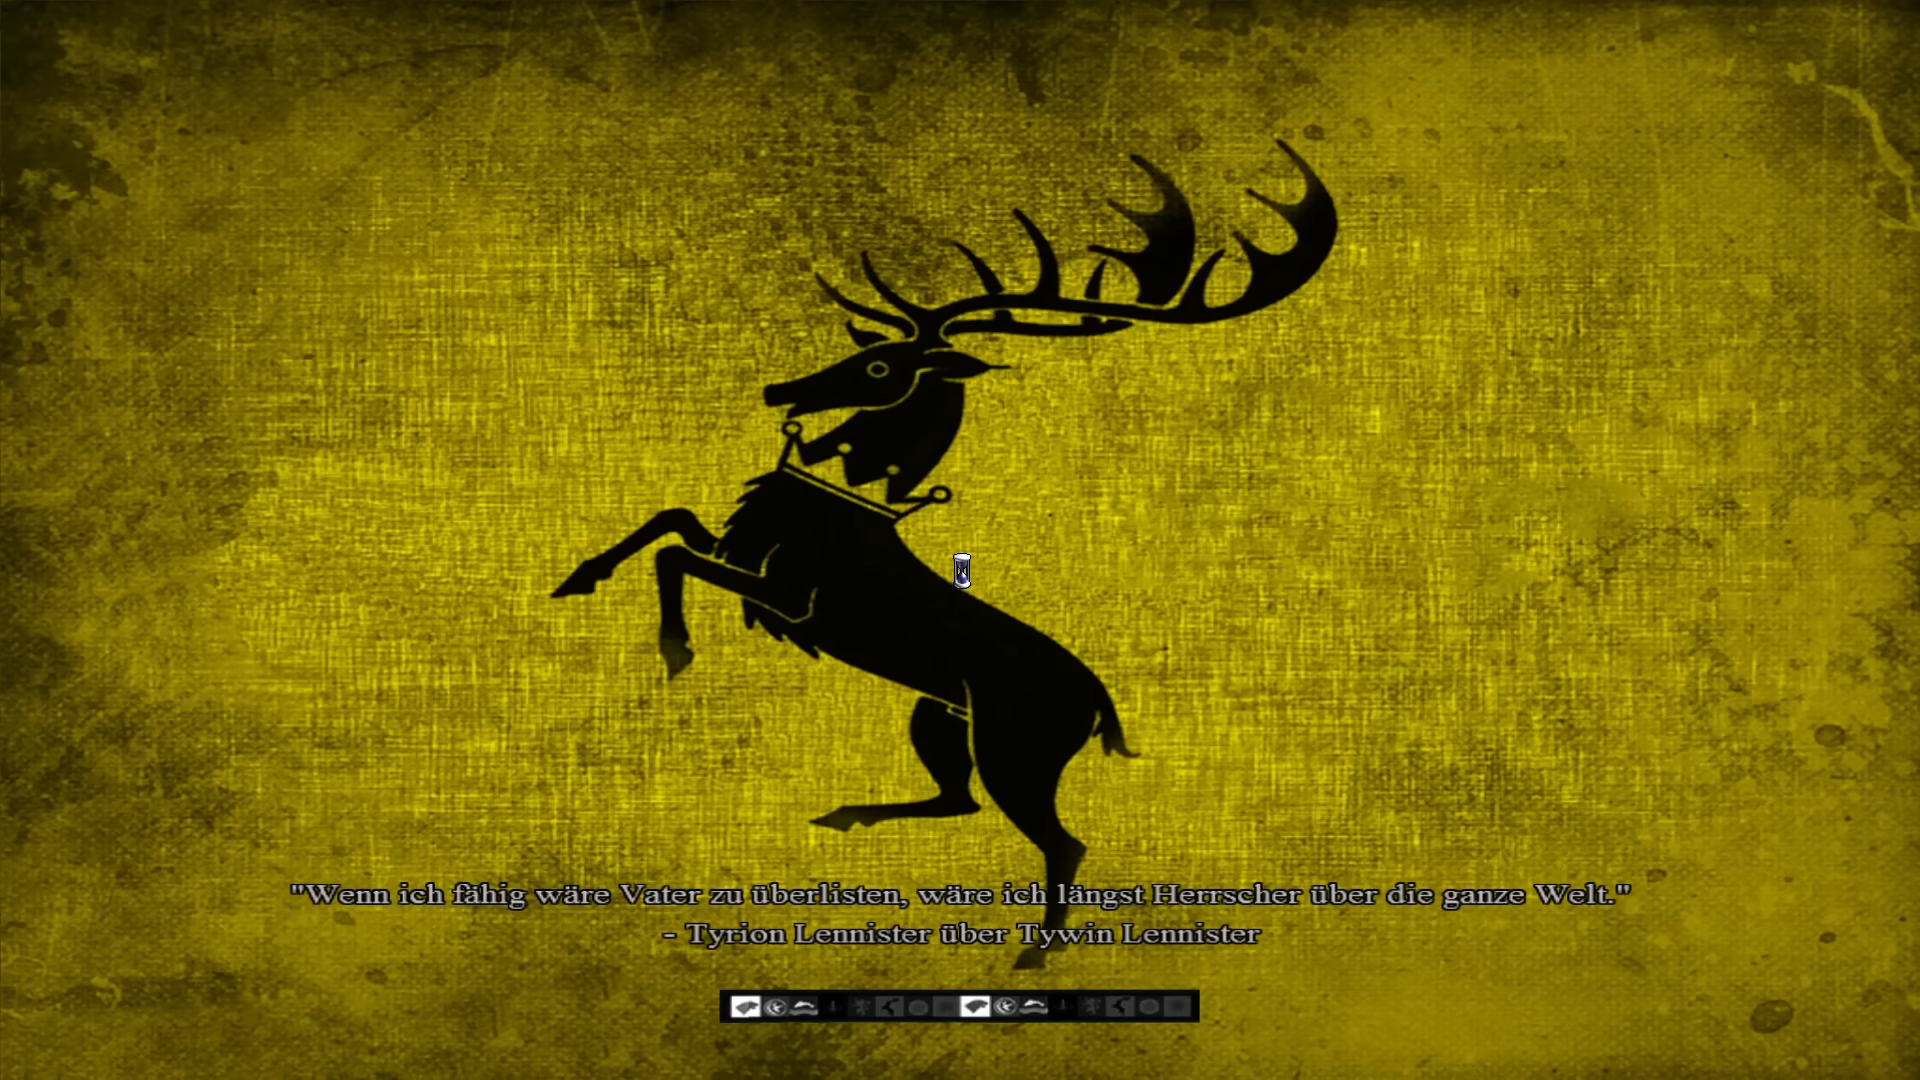 "Wenn ich fähig wäre Vater zu überlisten, wäre ich längst Herrscher über die ganze Welt."
- Tyrion Lennister über Tywin Lennister